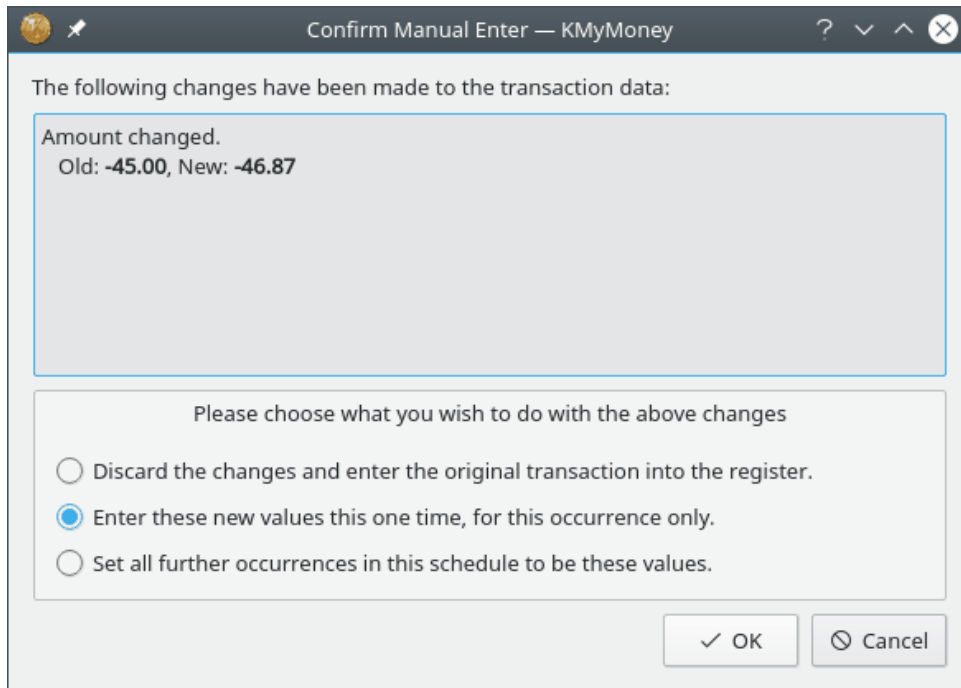 Confirm Manual Enter — KMyMoney
The following changes have been made to the transaction data:
Amount changed.
Old: -45.00, New: -46.87
Please choose what you wish to do with the above changes
Discard the changes and enter the original transaction into the register.
Enter these new values this one time, for this occurrence only.
Set all further occurrences in this schedule to be these values.
OK
Cancel